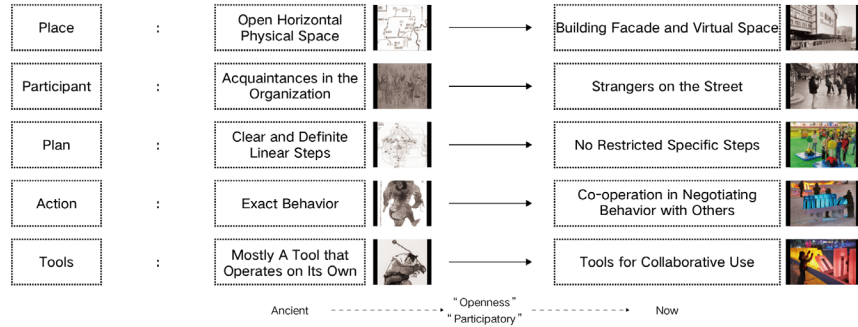 Place : Open Horizontal Building Facade and Virtual Space
Physical Space
Participant : Acquaintances in the Strangers on the Street
Organization
Plan : Clear and Definite No Restricted Specific Steps
Linear Steps
Action : Exact Behavior Co-operation in Negotiating
Behavior with Others
Tools : Mostly A Tool that Tools for Collaborative Use
Operates on Its Own
Ancient “Openness” Now
“Participatory”